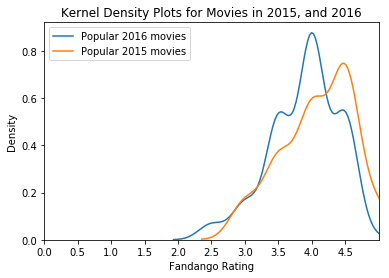 Kernel Density Plots for Movies in 2015, and 2016
Popular 2016 movies
Popular 2015 movies
Density
0.8
0.6
0.4
0.2
0.0
0.0 0.5 1.0 1.5 2.0 2.5 3.0 3.5 4.0 4.5
Fandango Rating